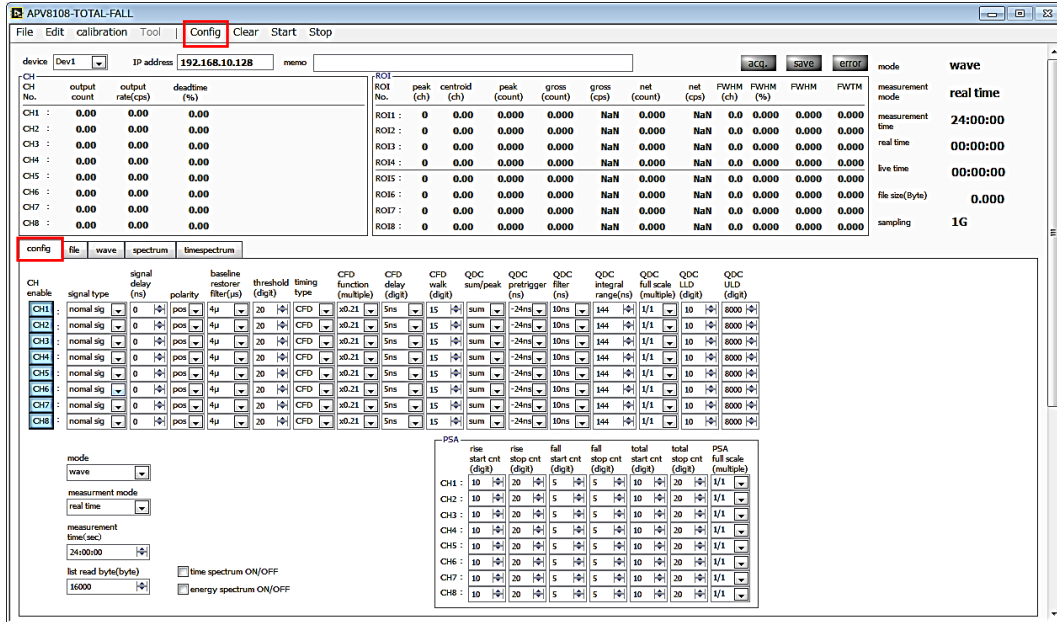 APV8108-TOTAL-FALL
File Edit calibration Tool | Config Clear Start Stop
device Dev1 IP address 192.168.10.128 memo acq. save error
CH
CH No. output count output rate(cps) deadtime (%)
CH1 : 0.00 0.00 0.00
CH2 : 0.00 0.00 0.00
CH3 : 0.00 0.00 0.00
CH4 : 0.00 0.00 0.00
CH5 : 0.00 0.00 0.00
CH6 : 0.00 0.00 0.00
CH7 : 0.00 0.00 0.00
CH8 : 0.00 0.00 0.00
ROI
ROI No. peak (ch) centroid (ch) peak (count) gross (count) gross (cps) net (count) net (cps) FWHM (ch) FWHM (%) FWHM FWTM
ROI1 : 0 0.00 0.000 0.000 NaN 0.000 NaN 0.0 0.000 0.000 0.000
ROI2 : 0 0.00 0.000 0.000 NaN 0.000 NaN 0.0 0.000 0.000 0.000
ROI3 : 0 0.00 0.000 0.000 NaN 0.000 NaN 0.0 0.000 0.000 0.000
ROI4 : 0 0.00 0.000 0.000 NaN 0.000 NaN 0.0 0.000 0.000 0.000
ROI5 : 0 0.00 0.000 0.000 NaN 0.000 NaN 0.0 0.000 0.000 0.000
ROI6 : 0 0.00 0.000 0.000 NaN 0.000 NaN 0.0 0.000 0.000 0.000
ROI7 : 0 0.00 0.000 0.000 NaN 0.000 NaN 0.0 0.000 0.000 0.000
ROI8 : 0 0.00 0.000 0.000 NaN 0.000 NaN 0.0 0.000 0.000 0.000
mode wave
measurement mode real time
measurement time 24:00:00
real time 00:00:00
live time 00:00:00
file size(Byte) 0.000
sampling 1G
config file wave spectrum timespectrum
CH enable signal type signal delay (ns) polarity baseline restorer filter(μs) threshold (digit) timing type CFD function (multiple) CFD delay (digit) CFD walk (digit) QDC sum/peak QDC pretrigger (ns) QDC filter (ns) QDC integral range(ns) QDC full scale (multiple) QDC LLD (digit) QDC ULD (digit)
CH1 : nomal sig 0 pos 4μ 20 CFD x0.21 5ns 15 sum -24ns 10ns 144 1/1 10 8000
CH2 : nomal sig 0 pos 4μ 20 CFD x0.21 5ns 15 sum -24ns 10ns 144 1/1 10 8000
CH3 : nomal sig 0 pos 4μ 20 CFD x0.21 5ns 15 sum -24ns 10ns 144 1/1 10 8000
CH4 : nomal sig 0 pos 4μ 20 CFD x0.21 5ns 15 sum -24ns 10ns 144 1/1 10 8000
CH5 : nomal sig 0 pos 4μ 20 CFD x0.21 5ns 15 sum -24ns 10ns 144 1/1 10 8000
CH6 : nomal sig 0 pos 4μ 20 CFD x0.21 5ns 15 sum -24ns 10ns 144 1/1 10 8000
CH7 : nomal sig 0 pos 4μ 20 CFD x0.21 5ns 15 sum -24ns 10ns 144 1/1 10 8000
CH8 : nomal sig 0 pos 4μ 20 CFD x0.21 5ns 15 sum -24ns 10ns 144 1/1 10 8000
mode
wave
measurment mode
real time
measurement
time(sec)
24:00:00
list read byte(byte)
16000
time spectrum ON/OFF
energy spectrum ON/OFF
PSA
rise start cnt (digit) rise stop cnt (digit) fall start cnt (digit) fall stop cnt (digit) total start cnt (digit) total stop cnt (digit) PSA full scale (multiple)
CH1 : 10 20 5 5 10 20 1/1
CH2 : 10 20 5 5 10 20 1/1
CH3 : 10 20 5 5 10 20 1/1
CH4 : 10 20 5 5 10 20 1/1
CH5 : 10 20 5 5 10 20 1/1
CH6 : 10 20 5 5 10 20 1/1
CH7 : 10 20 5 5 10 20 1/1
CH8 : 10 20 5 5 10 20 1/1